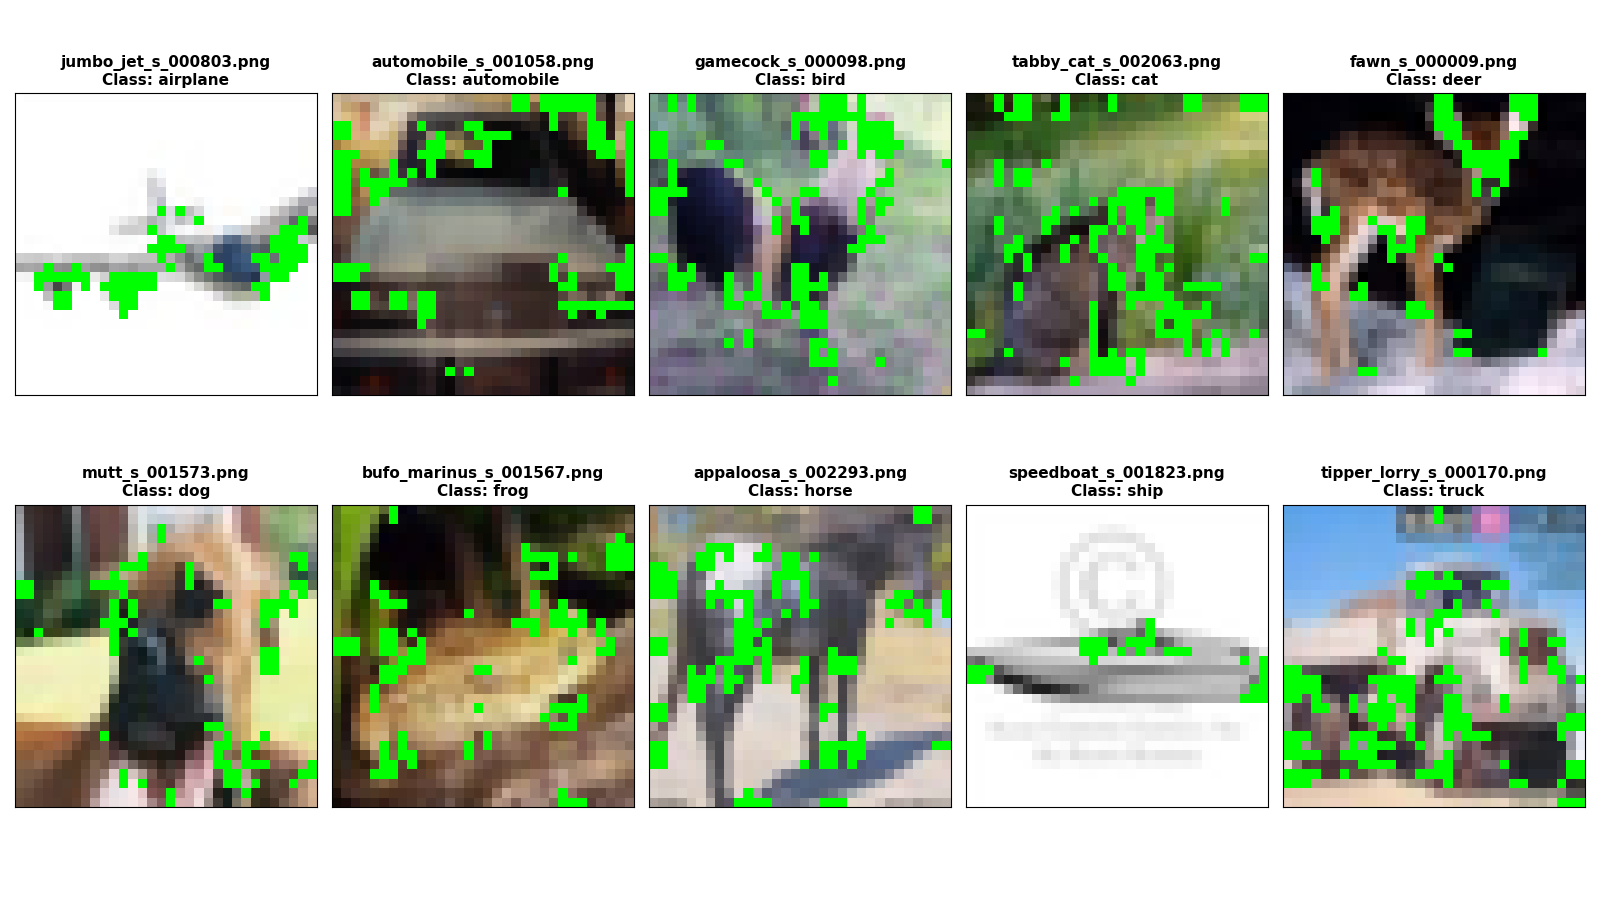 jumbo_jet_s_000803.png
Class: airplane
automobile_s_001058.png
Class: automobile
gamecock_s_000098.png
Class: bird
tabby_cat_s_002063.png
Class: cat
fawn_s_000009.png
Class: deer
mutt_s_001573.png
Class: dog
bufo_marinus_s_001567.png
Class: frog
appaloosa_s_002293.png
Class: horse
speedboat_s_001823.png
Class: ship
tipper_lorry_s_000170.png
Class: truck